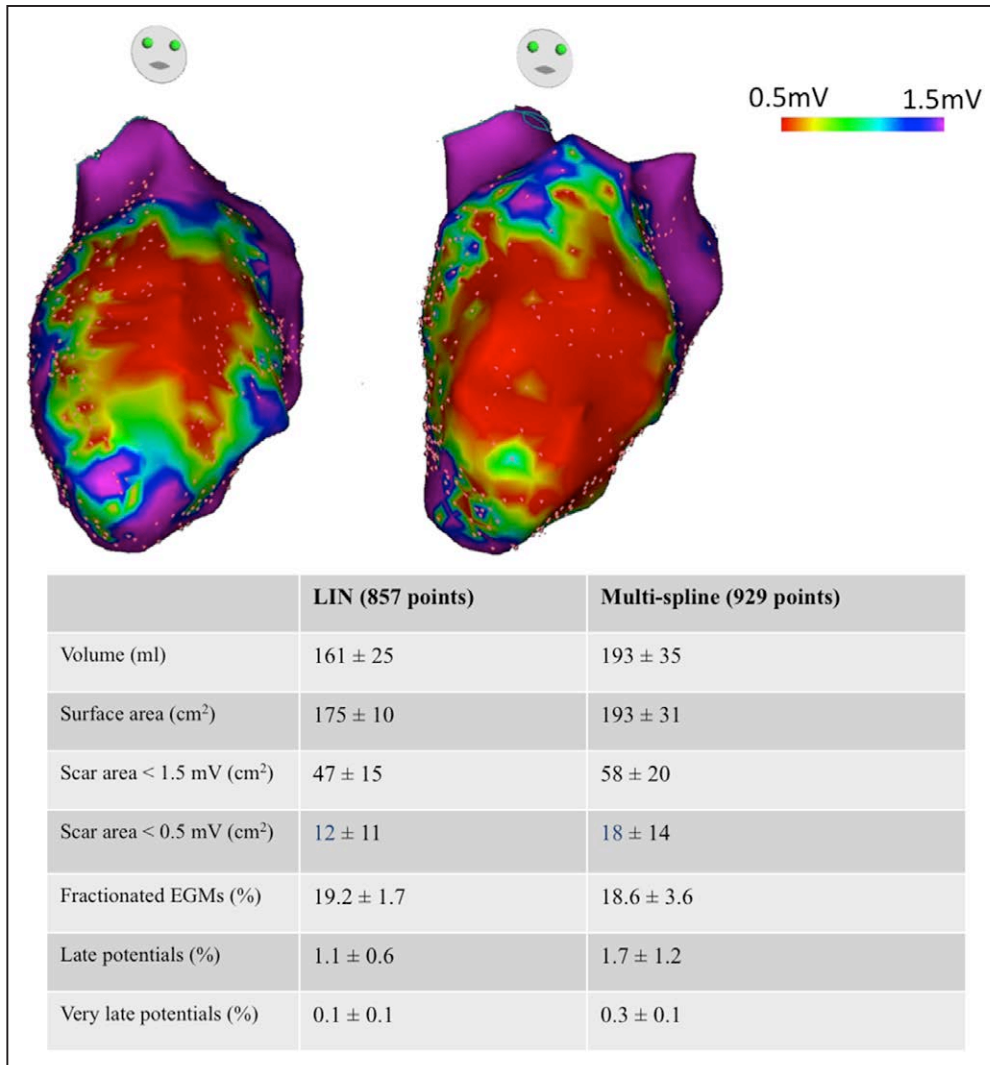 0.5mV 1.5mV
LIN (857 points) Multi-spline (929 points)
Volume (ml) 161 ± 25 193 ± 35
Surface area (cm²) 175 ± 10 193 ± 31
Scar area < 1.5 mV (cm²) 47 ± 15 58 ± 20
Scar area < 0.5 mV (cm²) 12 ± 11 18 ± 14
Fractionated EGMs (%) 19.2 ± 1.7 18.6 ± 3.6
Late potentials (%) 1.1 ± 0.6 1.7 ± 1.2
Very late potentials (%) 0.1 ± 0.1 0.3 ± 0.1